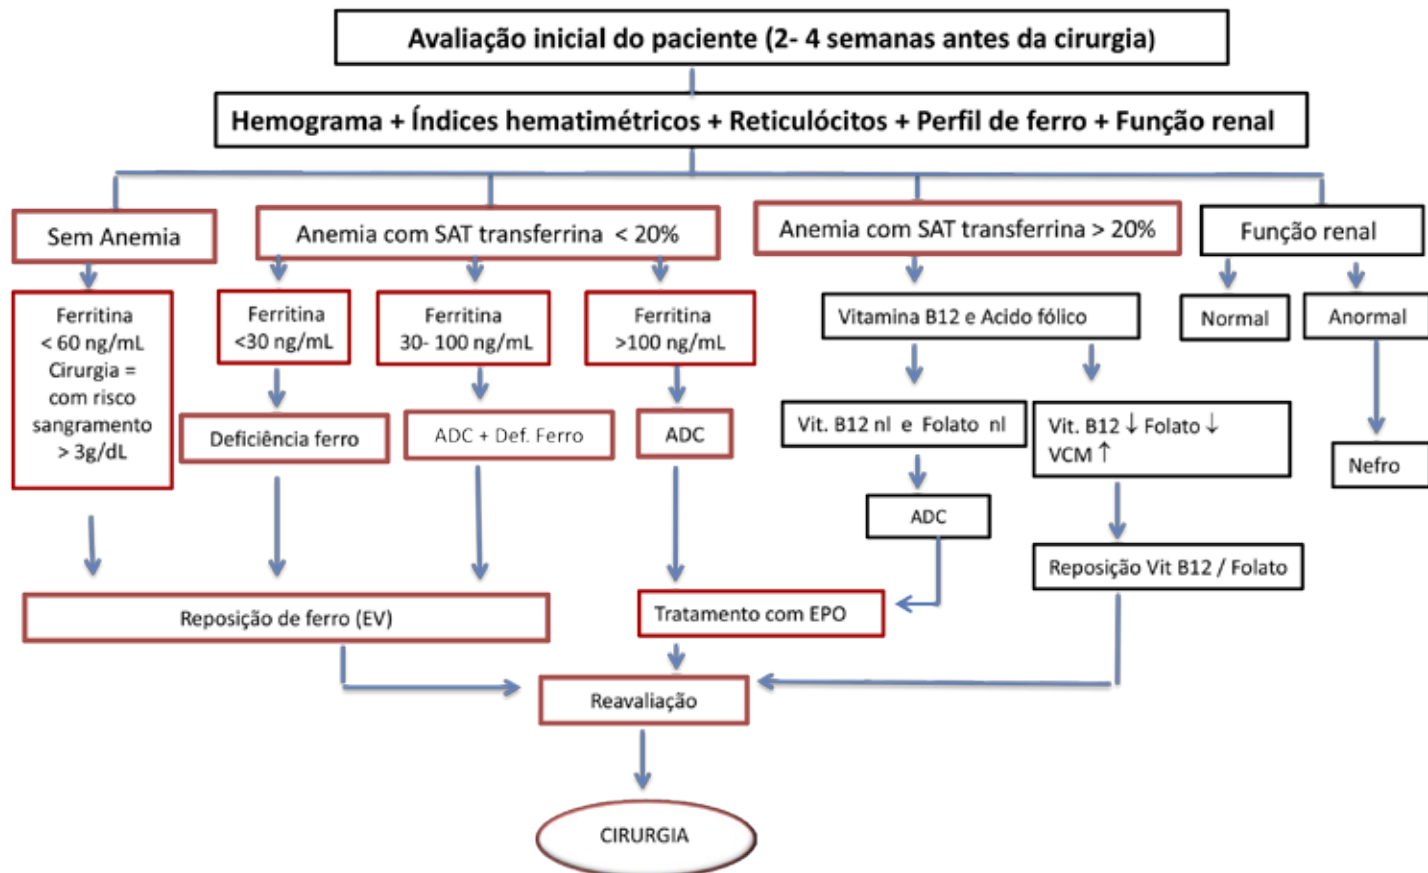 Avaliação inicial do paciente (2- 4 semanas antes da cirurgia)
Hemograma + Índices hematimétricos + Reticulócitos + Perfil de ferro + Função renal
Sem Anemia
Anemia com SAT transferrina < 20%
Anemia com SAT transferrina > 20%
Função renal
Ferritina
< 60 ng/mL
Cirurgia =
com risco
sangramento
> 3g/dL
Ferritina
<30 ng/mL
Ferritina
30- 100 ng/mL
Ferritina
>100 ng/mL
Vitamina B12 e Acido fólico
Normal
Anormal
Deficiência ferro
ADC + Def. Ferro
ADC
Vit. B12 nl e Folato nl
Vit. B12 ↓ Folato ↓
VCM ↑
Nefro
ADC
Reposição Vit B12 / Folato
Reposição de ferro (EV)
Tratamento com EPO
Reavaliação
CIRURGIA